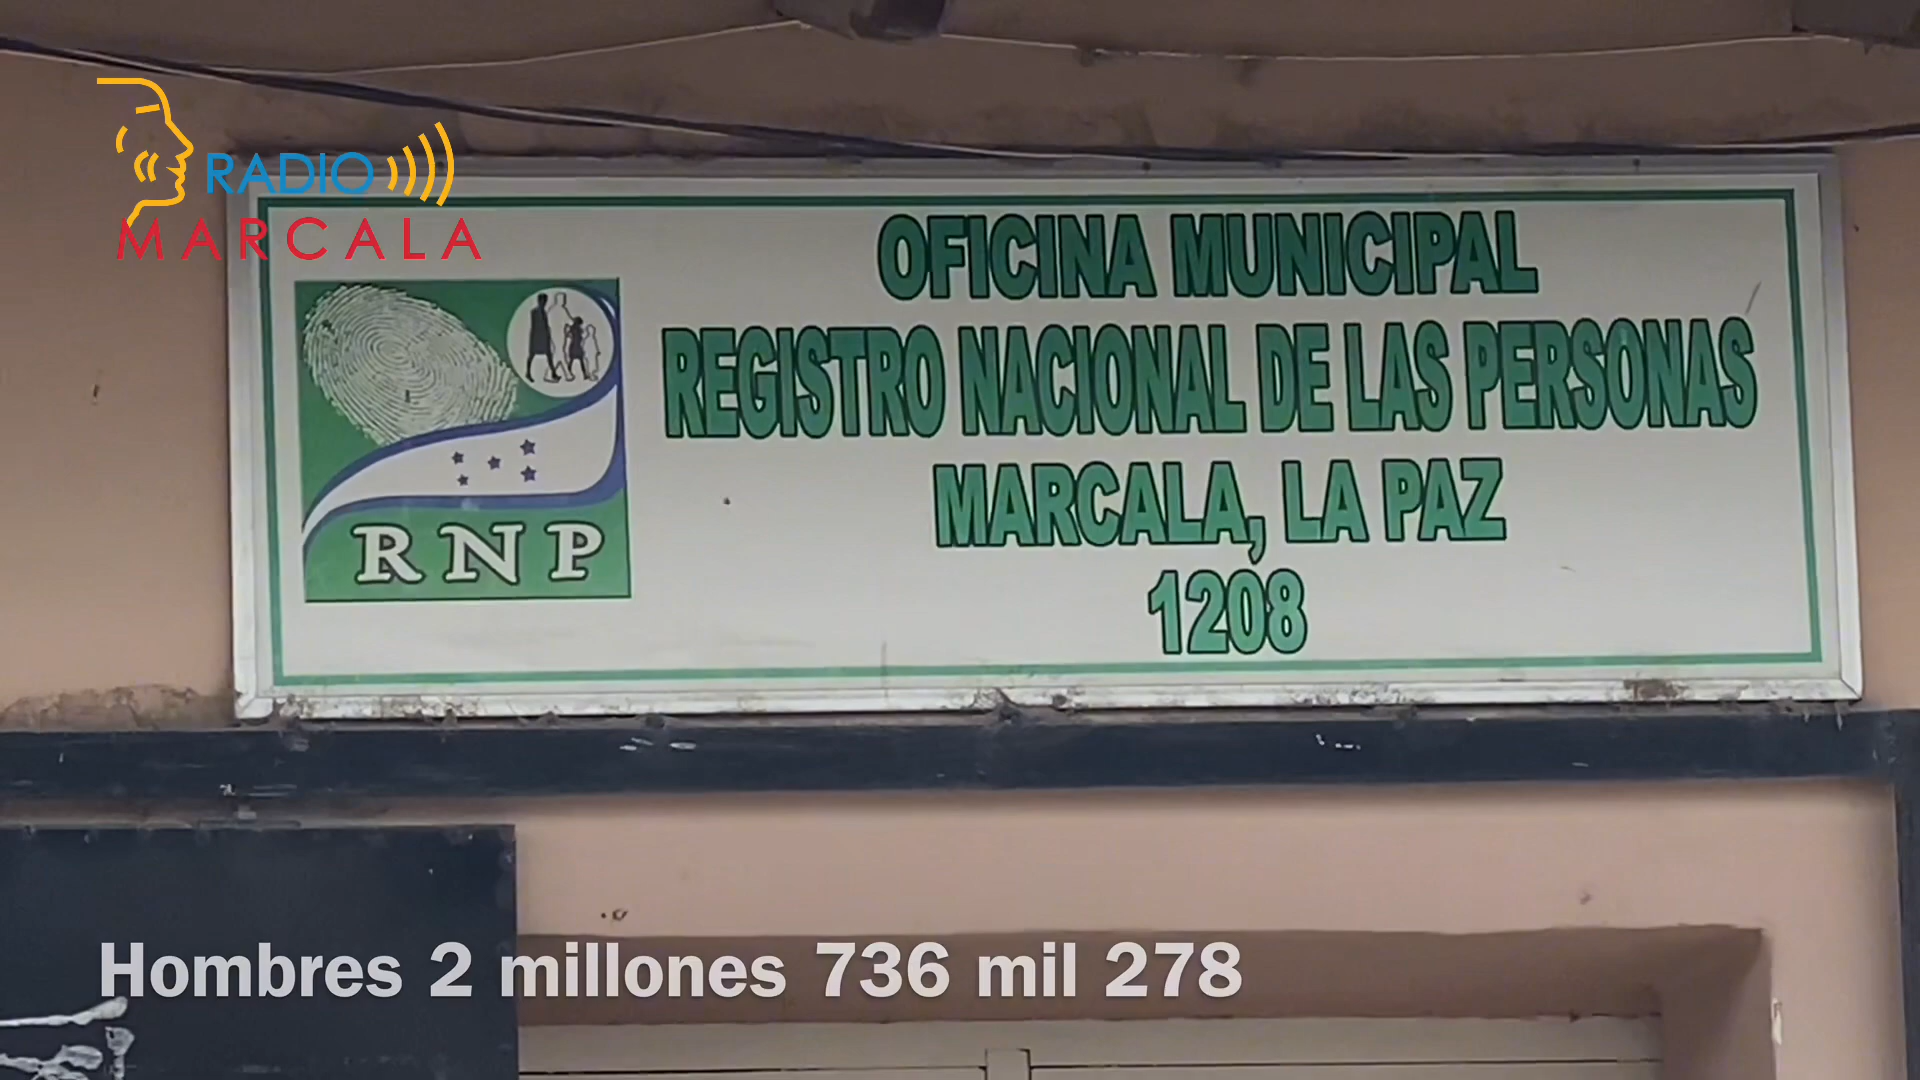 RADIO
MARCALA
OFICINA MUNICIPAL
REGISTRO NACIONAL DE LAS PERSONAS
MARCALA, LA PAZ
1208
RNP
Hombres 2 millones 736 mil 278